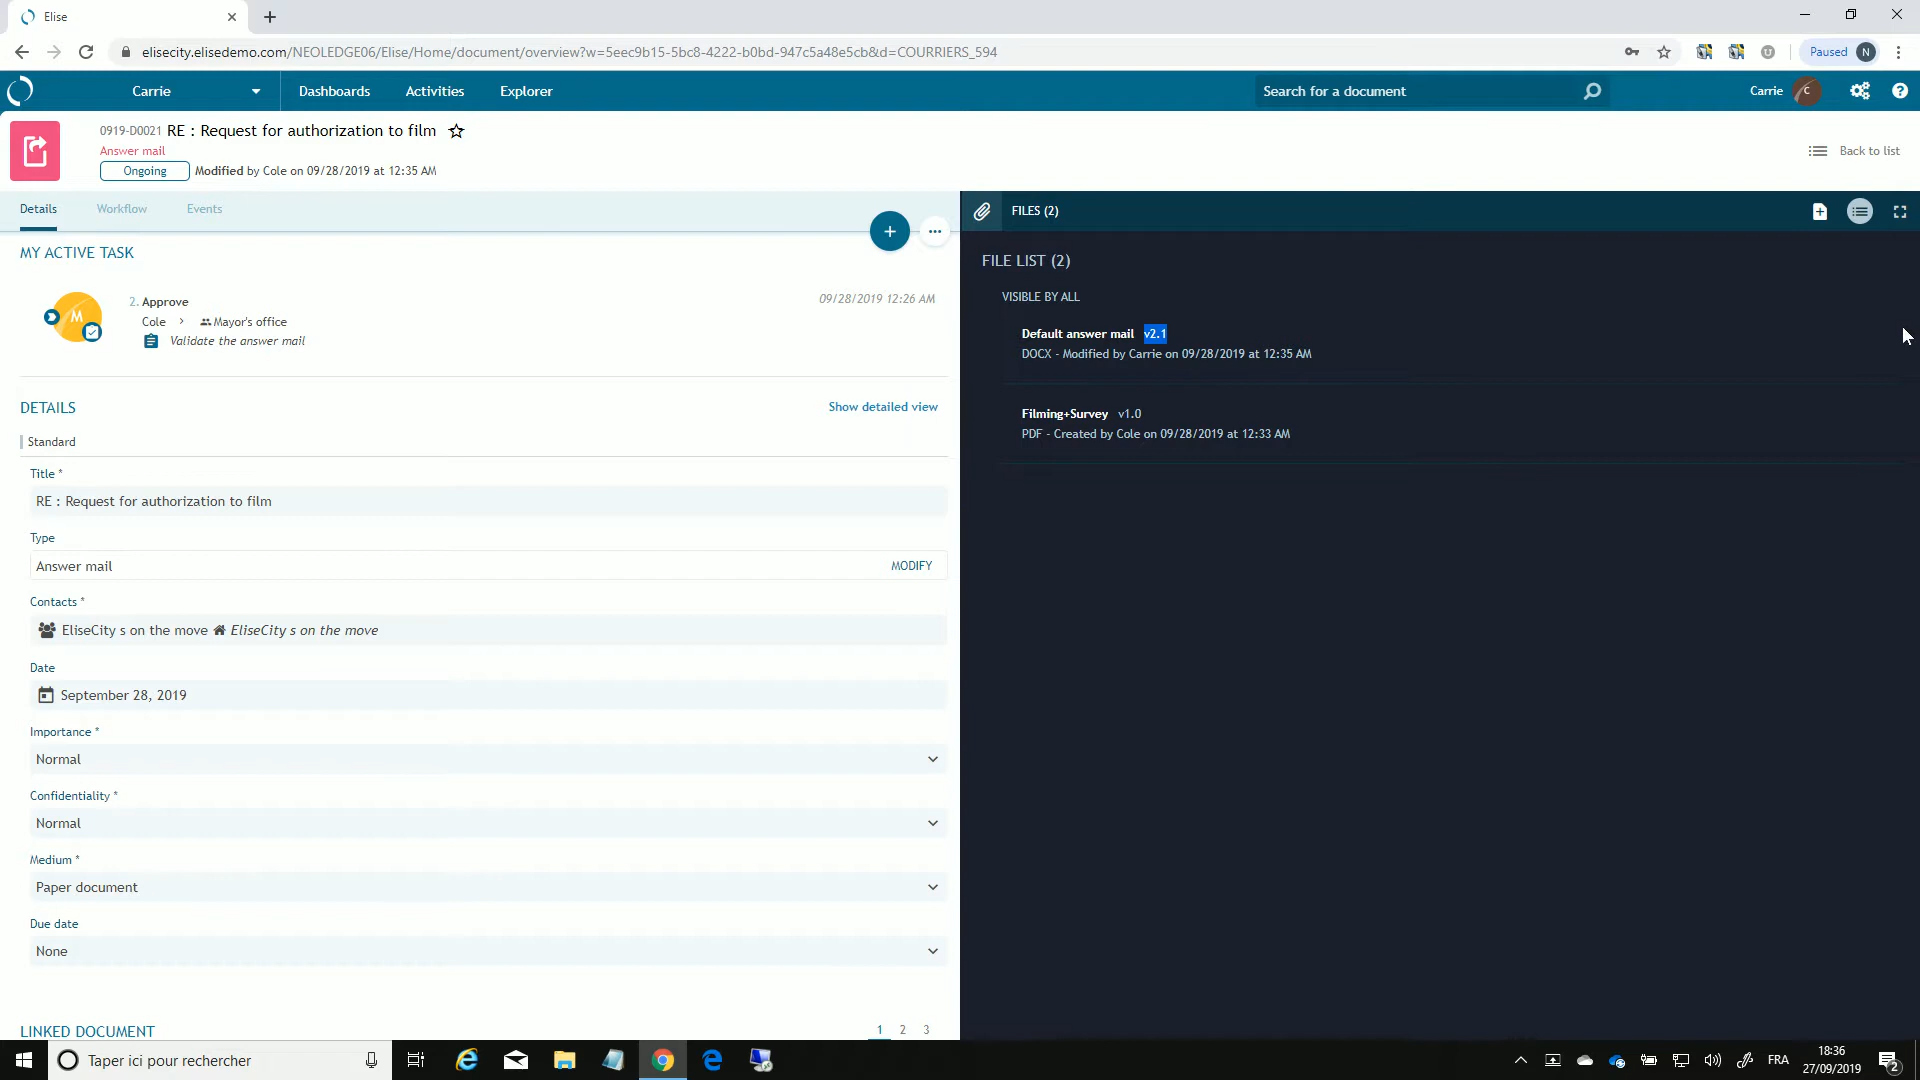 Elise
elisecity.elisedemo.com/NEOLEDGE06/Elise/Home/document/overview?w=5eec9b15-5bc8-4222-b0bd-947c5a48e5cb&d=COURRIERS_594
Paused N
Carrie
Dashboards
Activities
Explorer
Search for a document
Carrie
C
0919-D0021 RE : Request for authorization to film
Answer mail
Ongoing
Modified by Cole on 09/28/2019 at 12:35 AM
Back to list
Details
Workflow
Events
FILES (2)
MY ACTIVE TASK
M
2. Approve
09/28/2019 12:26 AM
Cole > Mayor's office
Validate the answer mail
DETAILS
Show detailed view
Standard
Title *
RE : Request for authorization to film
Type
Answer mail
MODIFY
Contacts *
EliseCity s on the move EliseCity s on the move
Date
September 28, 2019
Importance *
Normal
Confidentiality *
Normal
Medium *
Paper document
Due date
None
LINKED DOCUMENT
1 2 3
FILE LIST (2)
VISIBLE BY ALL
Default answer mail v2.1
DOCX - Modified by Carrie on 09/28/2019 at 12:35 AM
Filming+Survey v1.0
PDF - Created by Cole on 09/28/2019 at 12:33 AM
Taper ici pour rechercher
FRA
18:36
27/09/2019
2